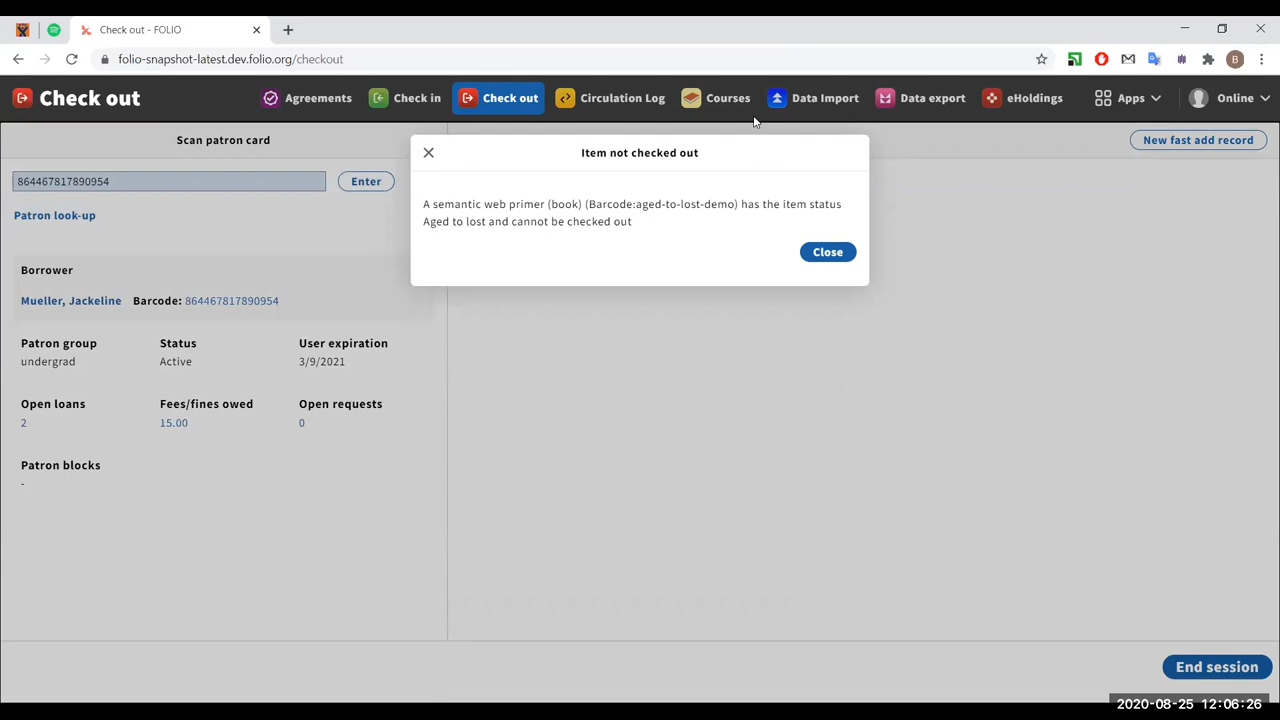 Check out - FOLIO
folio-snapshot-latest.dev.folio.org/checkout
B
Check out
Agreements
Check in
Check out
Circulation Log
Courses
Data Import
Data export
eHoldings
Apps
Online
Scan patron card
New fast add record
Item not checked out
864467817890954
Enter
A semantic web primer (book) (Barcode:aged-to-lost-demo) has the item status
Aged to lost and cannot be checked out
Patron look-up
Close
Borrower
Mueller, Jackeline Barcode: 864467817890954
Patron group Status User expiration
undergrad Active 3/9/2021
Open loans Fees/fines owed Open requests
2 15.00 0
Patron blocks
-
End session
2020-08-25 12:06:26